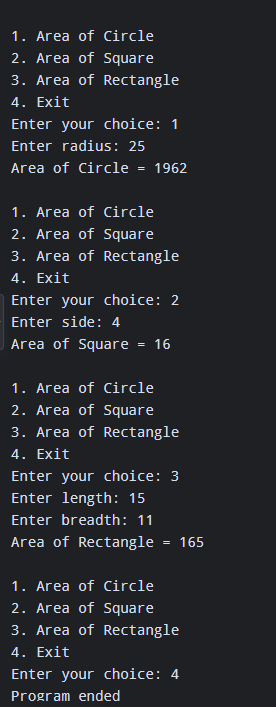 1. Area of Circle
2. Area of Square
3. Area of Rectangle
4. Exit
Enter your choice: 1
Enter radius: 25
Area of Circle = 1962
1. Area of Circle
2. Area of Square
3. Area of Rectangle
4. Exit
Enter your choice: 2
Enter side: 4
Area of Square = 16
1. Area of Circle
2. Area of Square
3. Area of Rectangle
4. Exit
Enter your choice: 3
Enter length: 15
Enter breadth: 11
Area of Rectangle = 165
1. Area of Circle
2. Area of Square
3. Area of Rectangle
4. Exit
Enter your choice: 4
Program ended